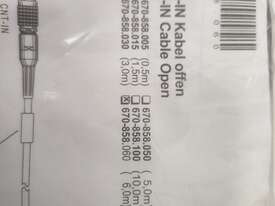 -IN Kabel offen
-IN Cable Open
670-858.005 (0,5m)
670-858.015 (1,5m)
670-858.030 (3,0m)
670-858.050 ( 5,0m)
670-858.100 (10,0m)
670-858.060 ( 6,0m)
CNT-IN